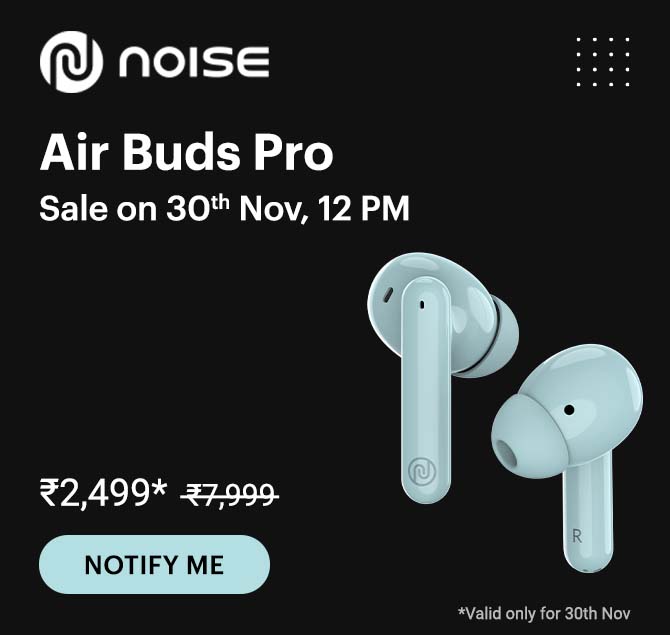 NOISE
Air Buds Pro
Sale on 30th Nov, 12 PM
R
₹2,499* ₹7,999
NOTIFY ME
*Valid only for 30th Nov